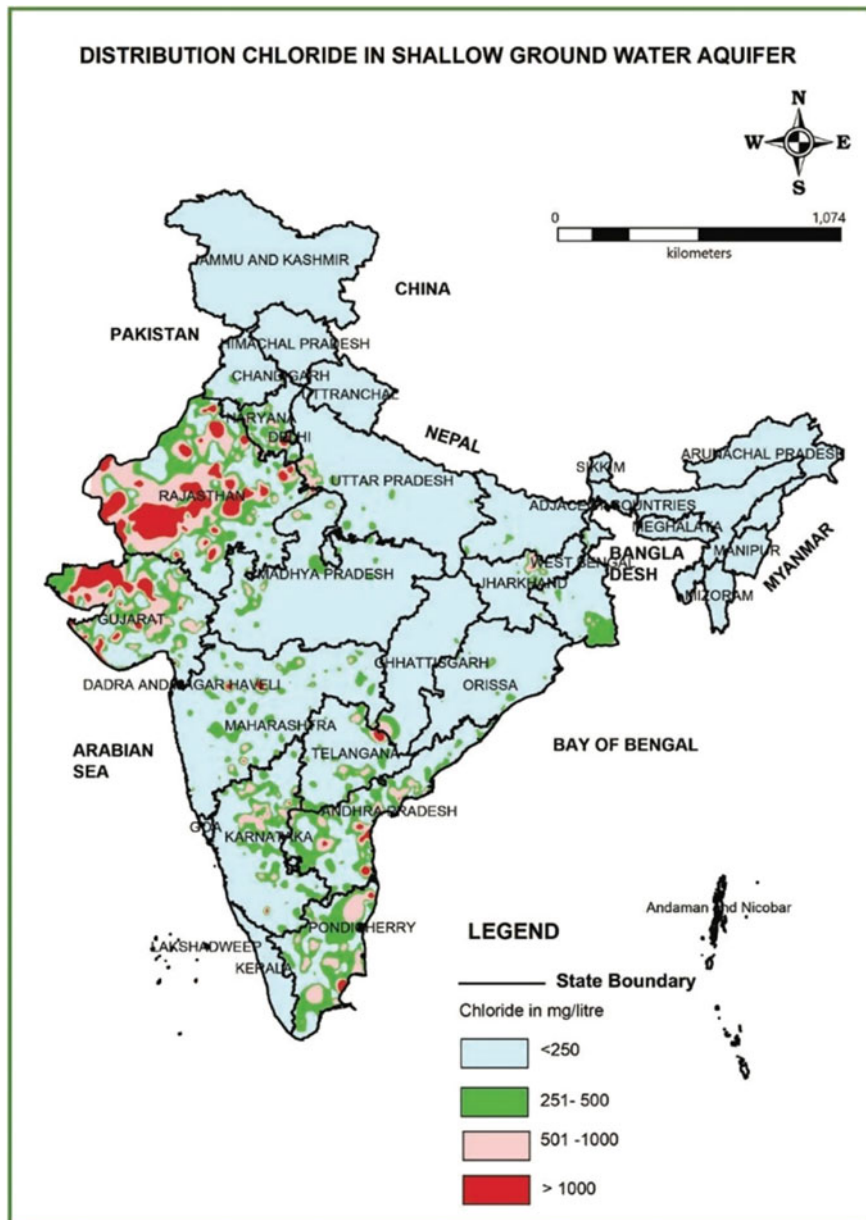 DISTRIBUTION CHLORIDE IN SHALLOW GROUND WATER AQUIFER
N
W
E
S
0
1,074
kilometers
JAMMU AND KASHMIR
CHINA
PAKISTAN
HIMACHAL PRADESH
CHANDIGARH
UTTRANCHAL
HARYANA
DELHI
NEPAL
ARUNACHAL PRADESH
SIKKIM
RAJASTHAN
UTTAR PRADESH
ADJACENT COUNTRIES
MEGHALAYA
BANGLA
DESH
WEST BENGAL
MANIPUR
MYANMAR
MADHYA PRADESH
JHARKHAND
MIZORAM
GUJARAT
CHHATTISGARH
DADRA AND NAGAR HAVELI
ORISSA
MAHARASHTRA
ARABIAN
SEA
TELANGANA
BAY OF BENGAL
ANDHRA PRADESH
GOA
KARNATAKA
Andaman and Nicobar
PONDICHERRY
LEGEND
LAKSHADWEEP
KERALA
State Boundary
Chloride in mg/litre
<250
251- 500
501 -1000
> 1000